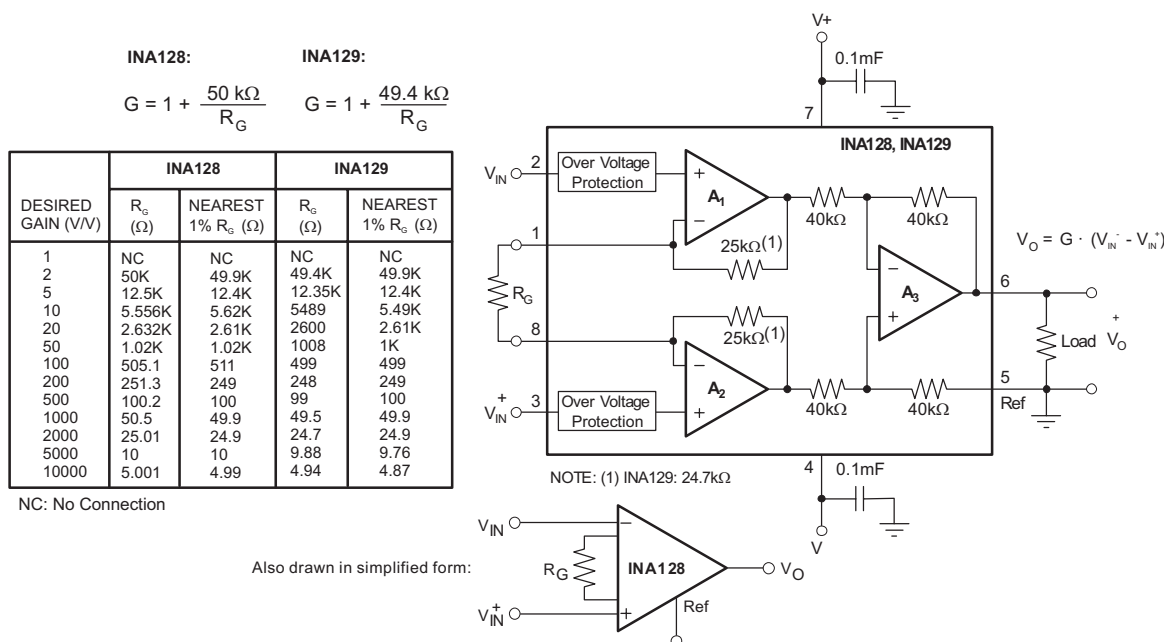 INA128:
G = 1 + 50 kΩ / R_G
INA129:
G = 1 + 49.4 kΩ / R_G
INA128 INA129
DESIRED GAIN (V/V) R_G (Ω) NEAREST 1% R_G (Ω) R_G (Ω) NEAREST 1% R_G (Ω)
1 NC NC NC NC
2 50K 49.9K 49.4K 49.9K
5 12.5K 12.4K 12.35K 12.4K
10 5.556K 5.62K 5489 5.49K
20 2.632K 2.61K 2600 2.61K
50 1.02K 1.02K 1008 1K
100 505.1 511 499 499
200 251.3 249 248 249
500 100.2 100 99 100
1000 50.5 49.9 49.5 49.9
2000 25.01 24.9 24.7 24.9
5000 10 10 9.88 9.76
10000 5.001 4.99 4.94 4.87
NC: No Connection
V+
0.1mF
7
INA128, INA129
V_IN 2
Over Voltage
Protection
+
A1
−
40kΩ
40kΩ
25kΩ(1)
1
R_G
8
25kΩ(1)
−
A2
+
V_IN^+ 3
Over Voltage
Protection
−
A3
+
40kΩ
40kΩ
6
V_O = G · (V_IN^- - V_IN^+)
Load
+
V_O
5
Ref
4
0.1mF
V
NOTE: (1) INA129: 24.7kΩ
Also drawn in simplified form:
V_IN
−
R_G
INA128
V_O
V_IN^+
+
Ref